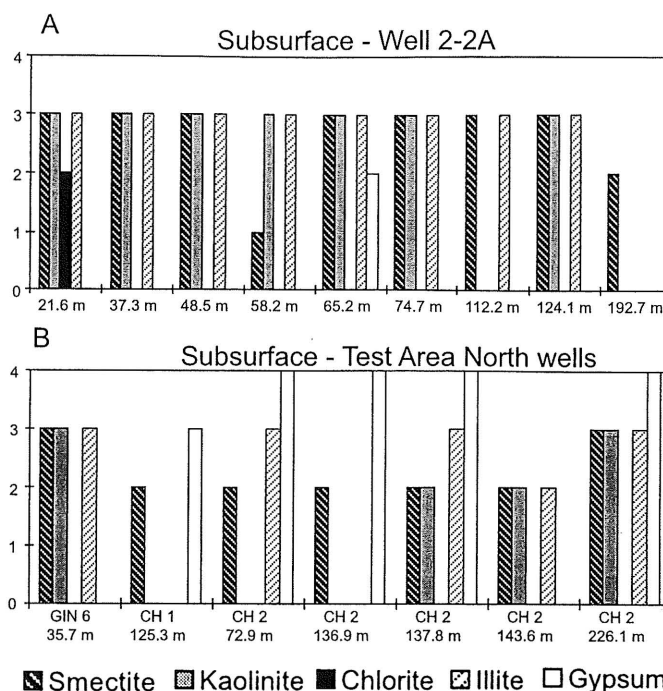 A
Subsurface - Well 2-2A
4
3
2
1
0
21.6 m 37.3 m 48.5 m 58.2 m 65.2 m 74.7 m 112.2 m 124.1 m 192.7 m
B
Subsurface - Test Area North wells
4
3
2
1
0
GIN 6 CH 1 CH 2 CH 2 CH 2 CH 2 CH 2
35.7 m 125.3 m 72.9 m 136.9 m 137.8 m 143.6 m 226.1 m
Smectite Kaolinite Chlorite Illite Gypsum